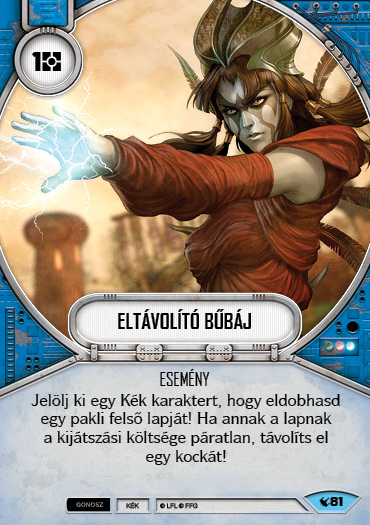 1
ELTÁVOLÍTÓ BŰBÁJ
ESEMÉNY
Jelölj ki egy Kék karaktert, hogy eldobhasd
egy pakli felső lapját! Ha annak a lapnak
a kijátszási költsége páratlan, távolíts el
egy kockát!
GONOSZ
KÉK
© LFL © FFG
81